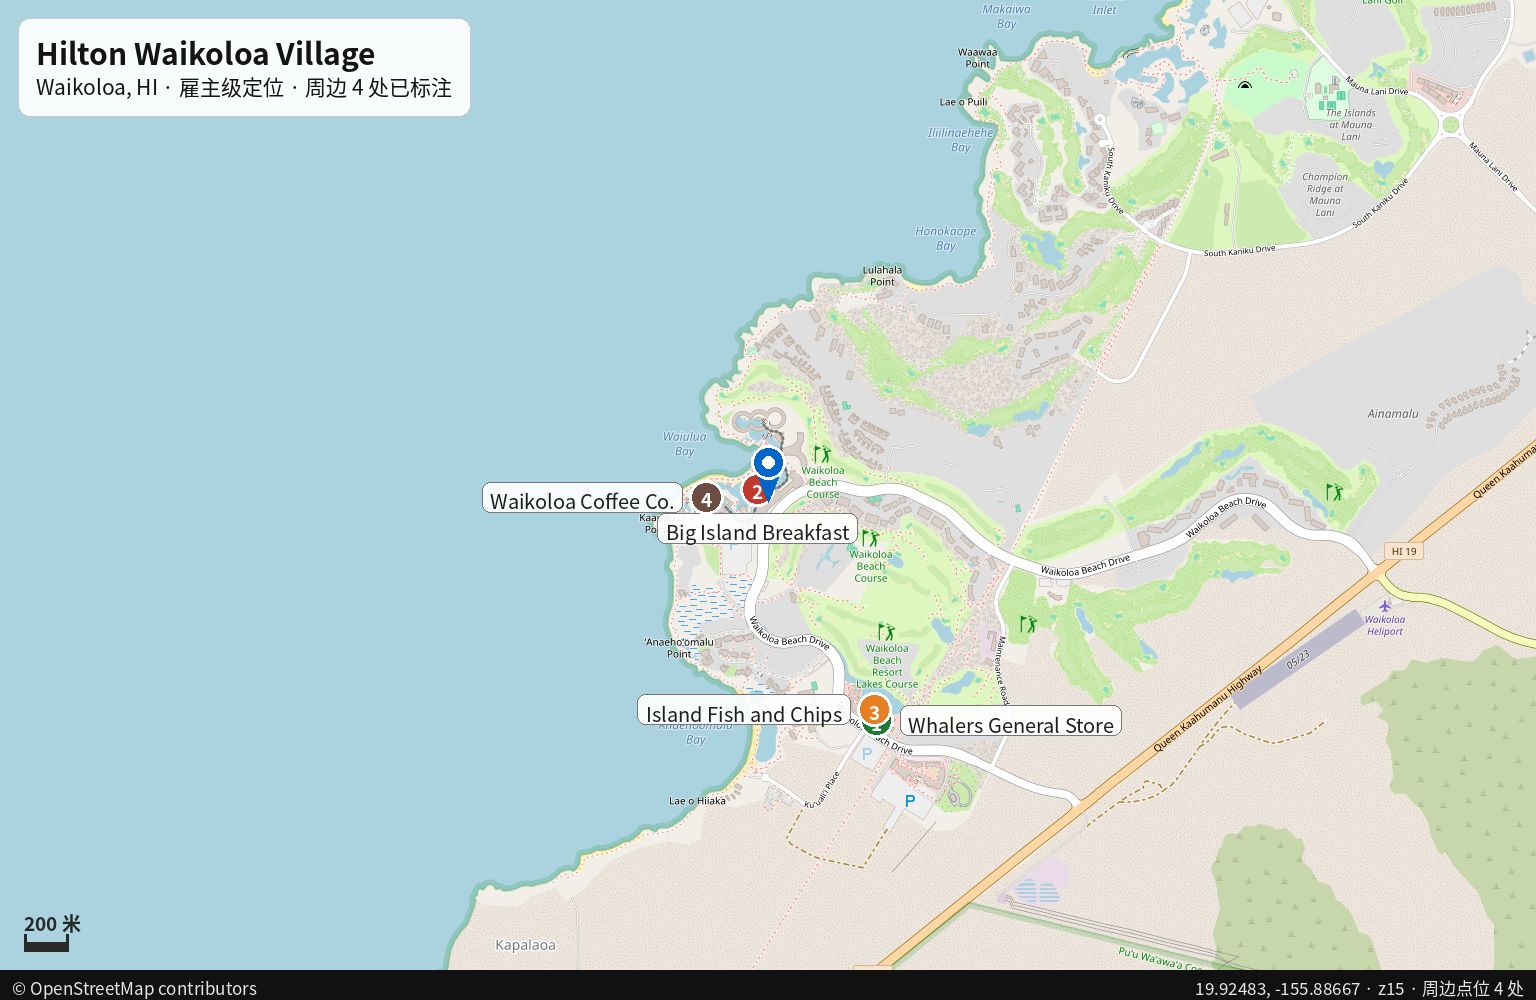 Hilton Waikoloa Village
Waikoloa, HI · 雇主级定位 · 周边 4 处已标注
Makaiwa
Bay
Inlet
Lani Golf
Waawaa
Point
Lae o Puili
Iliilinaehehe
Bay
Mauna Lani Drive
The Islands
at Mauna
Lani
Mauna Lani Drive
South Kaniku Drive
Champion
Ridge at
Mauna
Lani
South Kaniku Drive
Honokaope
Bay
South Kaniku Drive
Lulahala
Point
Ainamalu
Waiulua
Bay
Waikoloa
Beach
Course
Queen Kaahumanu
Waikoloa Coffee Co.
4
2
Big Island Breakfast
Waikoloa Beach Drive
Waikoloa
Beach
Course
HI 19
Waikoloa Beach Drive
Waikoloa
Heliport
Waikoloa Beach Drive
'Anaeho'omalu
Point
Waikoloa
Beach
Resort
Lakes Course
Maintenance Road
05/23
Queen Kaahumanu Highway
Island Fish and Chips
3
Whalers General Store
Bay
Beach Drive
P
Ku'uali'i Place
P
Lae o Hiiaka
200 米
Kapalaoa
© OpenStreetMap contributors
19.92483, -155.88667 · z15 · 周边点位 4 处